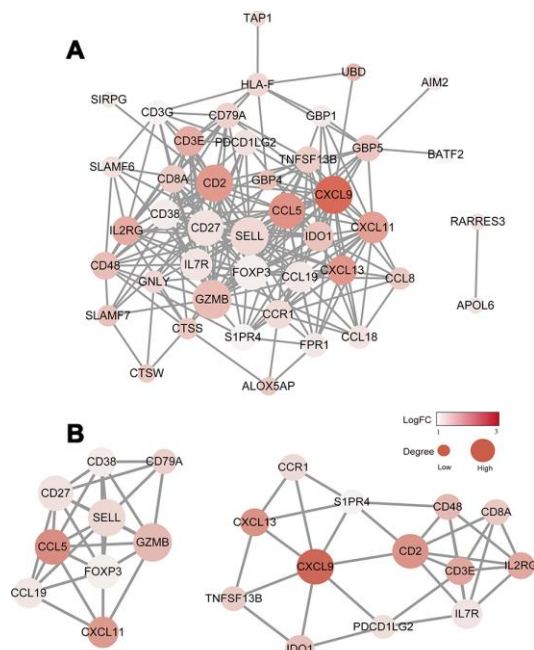 A
TAP1
HLA-F
UBD
AIM2
SIRPG
CD3G
CD79A
GBP1
CD3E
PDCD1LG2
TNFSF13B
GBP5
BATF2
SLAMF6
CD8A
CD2
GBP4
CXCL9
CD38
CCL5
RARRES3
IL2RG
CD27
SELL
IDO1
CXCL11
CD48
IL7R
FOXP3
CCL19
CXCL13
CCL8
GNLY
GZMB
APOL6
SLAMF7
CTSS
S1PR4
CCR1
FPR1
CCL18
CTSW
ALOX5AP
LogFC
1 3
Degree
Low High
B
CD38
CD79A
CD27
SELL
CCL5
GZMB
FOXP3
CCL19
CXCL11
CCR1
S1PR4
CXCL13
CD48
CD8A
CD2
CXCL9
CD3E
IL2RG
TNFSF13B
PDCD1LG2
IL7R
IDO1